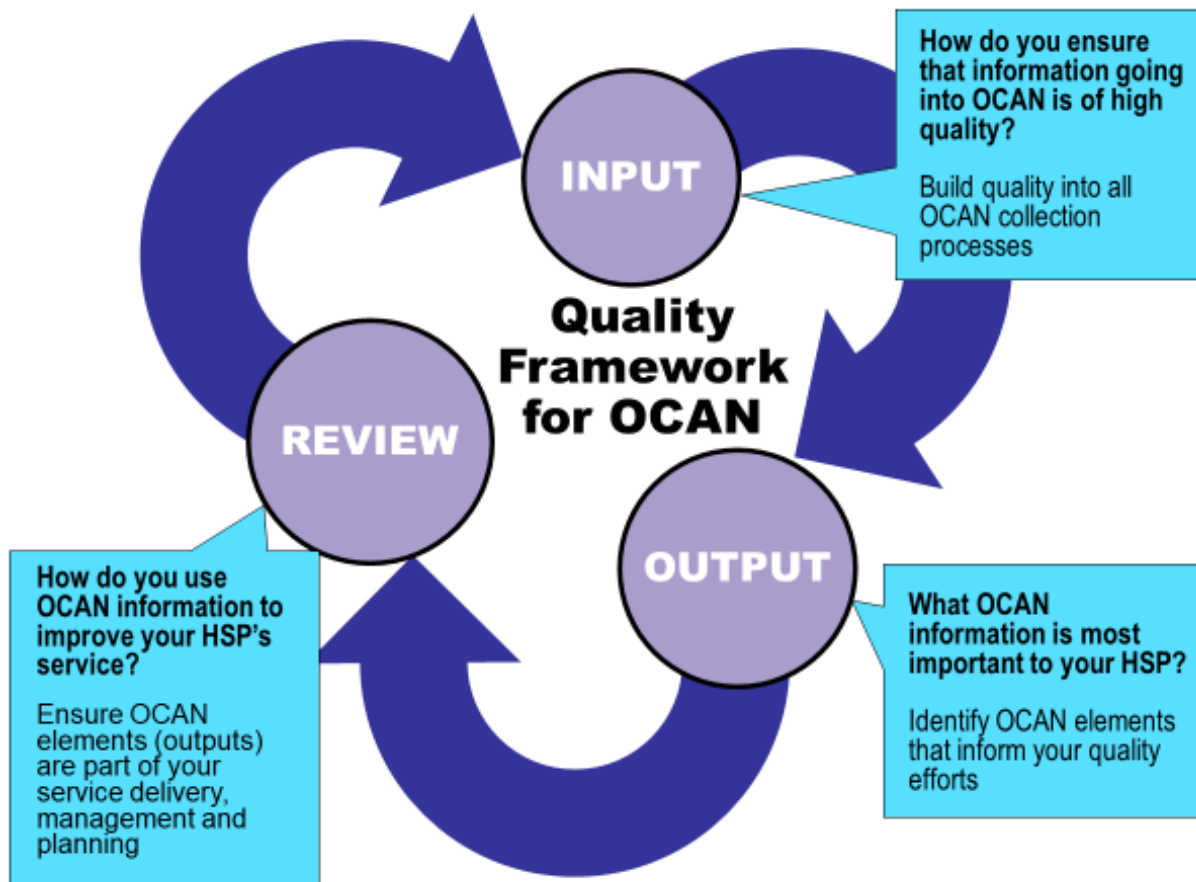 How do you ensure
that information going
into OCAN is of high
quality?
Build quality into all
OCAN collection
processes
INPUT
Quality
Framework
for OCAN
REVIEW
OUTPUT
How do you use
OCAN information to
improve your HSP's
service?
Ensure OCAN
elements (outputs)
are part of your
service delivery,
management and
planning
What OCAN
information is most
important to your HSP?
Identify OCAN elements
that inform your quality
efforts